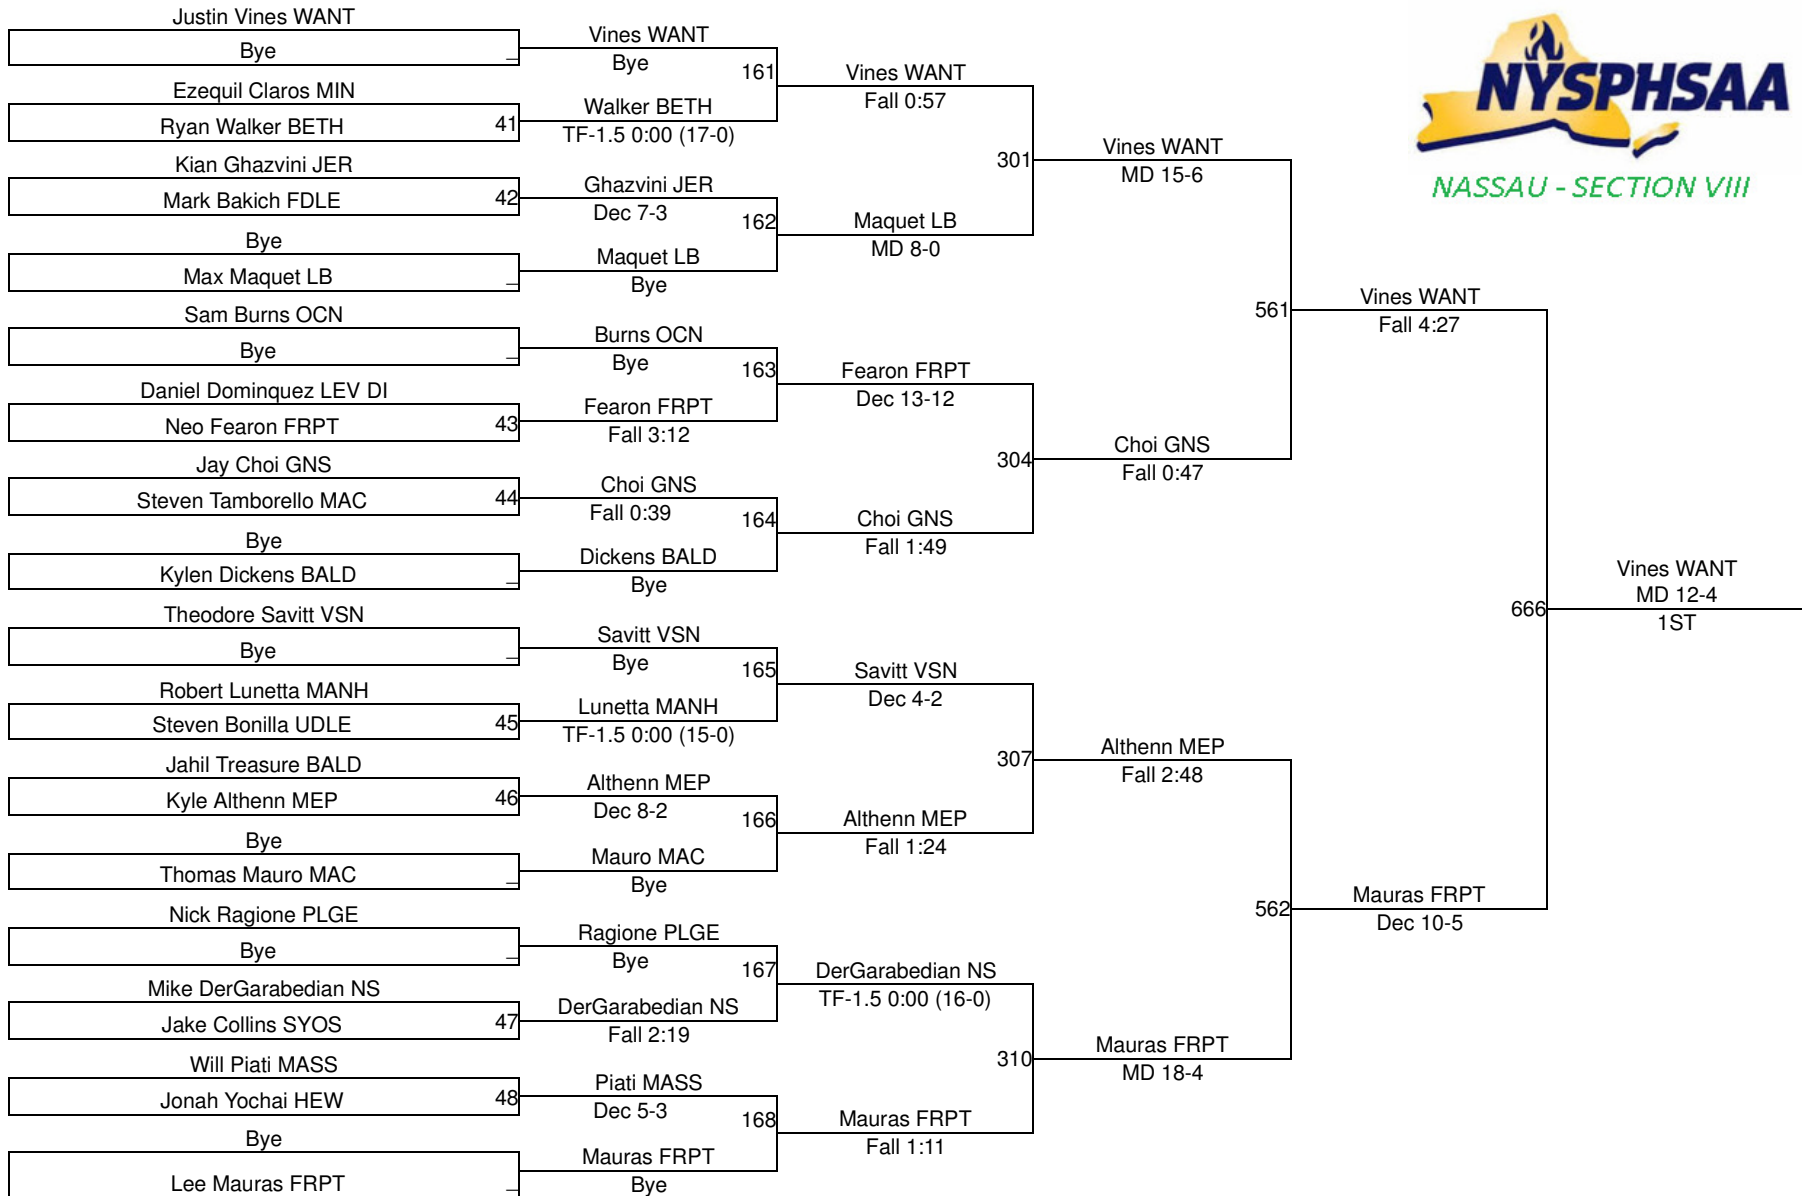 Justin Vines WANT
Bye _
Ezequil Claros MIN
Ryan Walker BETH 41
Kian Ghazvini JER
Mark Bakich FDLE 42
Bye
Max Maquet LB _
Sam Burns OCN
Bye _
Daniel Dominquez LEV DI
Neo Fearon FRPT 43
Jay Choi GNS
Steven Tamborello MAC 44
Bye
Kylen Dickens BALD _
Theodore Savitt VSN
Bye _
Robert Lunetta MANH
Steven Bonilla UDLE 45
Jahil Treasure BALD
Kyle Althenn MEP 46
Bye
Thomas Mauro MAC _
Nick Ragione PLGE
Bye _
Mike DerGarabedian NS
Jake Collins SYOS 47
Will Piati MASS
Jonah Yochai HEW 48
Bye
Lee Mauras FRPT _
Vines WANT
Bye
161
Walker BETH
TF-1.5 0:00 (17-0)
Ghazvini JER
Dec 7-3
162
Maquet LB
Bye
Burns OCN
Bye
163
Fearon FRPT
Fall 3:12
Choi GNS
Fall 0:39
164
Dickens BALD
Bye
Savitt VSN
Bye
165
Lunetta MANH
TF-1.5 0:00 (15-0)
Althenn MEP
Dec 8-2
166
Mauro MAC
Bye
Ragione PLGE
Bye
167
DerGarabedian NS
Fall 2:19
Piati MASS
Dec 5-3
168
Mauras FRPT
Bye
Vines WANT
Fall 0:57
301
Maquet LB
MD 8-0
Fearon FRPT
Dec 13-12
304
Choi GNS
Fall 1:49
Savitt VSN
Dec 4-2
307
Althenn MEP
Fall 1:24
DerGarabedian NS
TF-1.5 0:00 (16-0)
310
Mauras FRPT
Fall 1:11
Vines WANT
MD 15-6
561
Choi GNS
Fall 0:47
Althenn MEP
Fall 2:48
562
Mauras FRPT
MD 18-4
Vines WANT
Fall 4:27
666
Mauras FRPT
Dec 10-5
Vines WANT
MD 12-4
1ST
NYSPHSAA
NASSAU - SECTION VIII